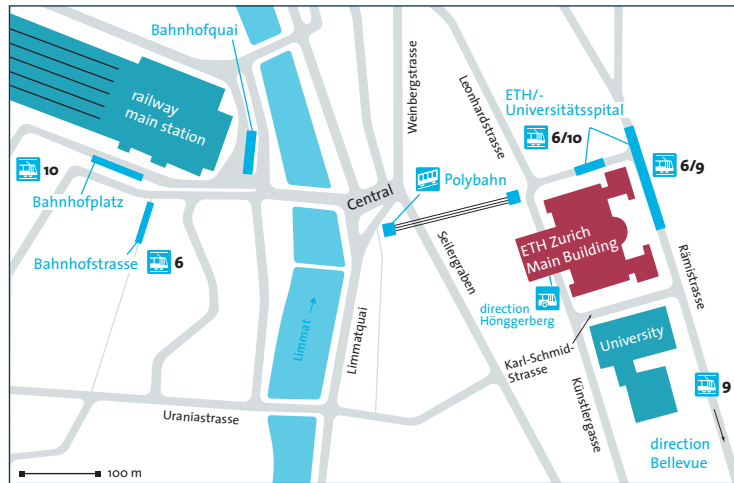 Bahnhofquai
railway
main station
10
Bahnhofplatz
Bahnhofstrasse
6
Central
Weinbergstrasse
Leonhardstrasse
ETH/-
Universitätsspital
6/10
6/9
Polybahn
Seilergraben
ETH Zurich
Main Building
direction
Hönggerberg
Rämistrasse
Karl-Schmid-
Strasse
University
Künstlergasse
9
direction
Bellevue
Limmat →
Limmatquai
Uraniastrasse
100 m